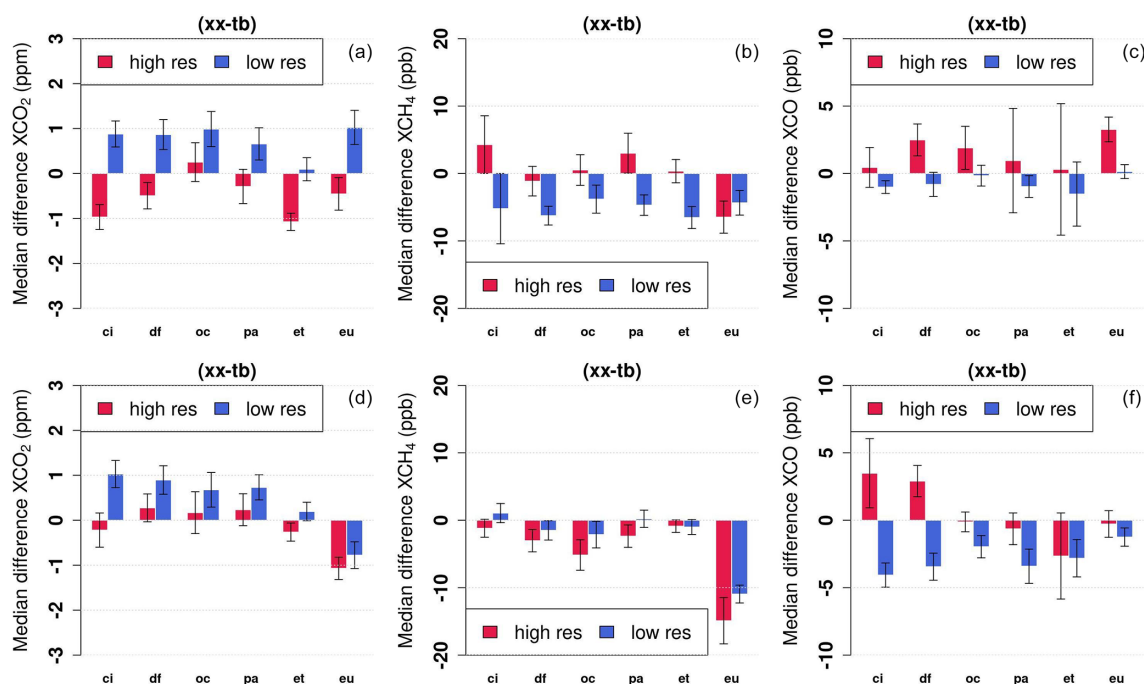 (xx-tb)
(a)
high res
low res
Median difference XCO₂ (ppm)
3
2
1
0
-1
-2
-3
ci df oc pa et eu
(xx-tb)
(b)
Median difference XCH₄ (ppb)
20
10
0
-10
-20
high res
low res
ci df oc pa et eu
(xx-tb)
(c)
high res
low res
Median difference XCO (ppb)
10
5
0
-5
-10
ci df oc pa et eu
(xx-tb)
(d)
high res
low res
Median difference XCO₂ (ppm)
3
2
1
0
-1
-2
-3
ci df oc pa et eu
(xx-tb)
(e)
Median difference XCH₄ (ppb)
20
10
0
-10
-20
high res
low res
ci df oc pa et eu
(xx-tb)
(f)
high res
low res
Median difference XCO (ppb)
10
5
0
-5
-10
ci df oc pa et eu